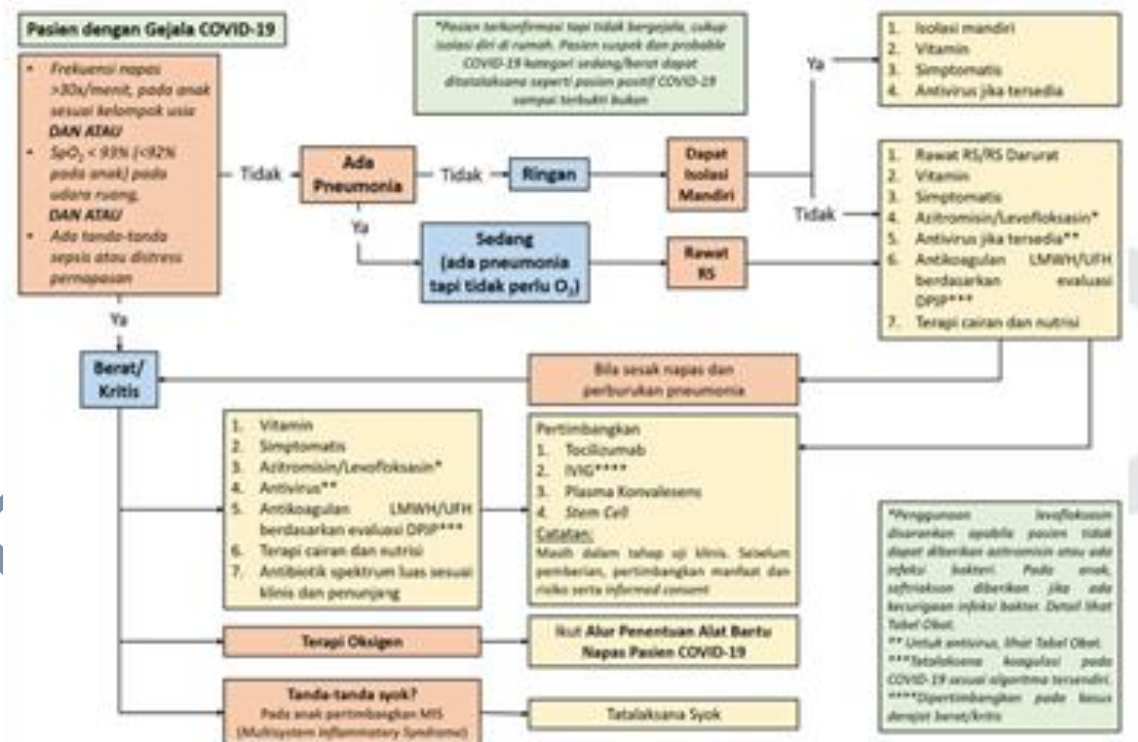 Pasien dengan Gejala COVID-19
• Frekuensi napas
>30x/menit, pada anak
sesuai kelompok usia
DAN ATAU
• SpO₂ < 93% (<92%
pada anak) pada
udara ruang,
DAN ATAU
• Ada tanda-tanda
sepsis atau distress
pernapasan
*Pasien terkonfirmasi tapi tidak bergejala, cukup
isolasi diri di rumah. Pasien suspek dan probable
COVID-19 kategori sedang/berat dapat
ditatalaksana seperti pasien positif COVID-19
sampai terbukti bukan
Tidak
Ada
Pneumonia
Tidak
Ringan
Dapat
Isolasi
Mandiri
Ya
1. Isolasi mandiri
2. Vitamin
3. Simptomatis
4. Antivirus jika tersedia
Tidak
Ya
Sedang
(ada pneumonia
tapi tidak perlu O₂)
Rawat
RS
1. Rawat RS/RS Darurat
2. Vitamin
3. Simptomatis
4. Azitromisin/Levofloksasin*
5. Antivirus jika tersedia**
6. Antikoagulan LMWH/UFH
berdasarkan evaluasi
DPJP***
7. Terapi cairan dan nutrisi
Ya
Berat/
Kritis
Bila sesak napas dan
perburukan pneumonia
1. Vitamin
2. Simptomatis
3. Azitromisin/Levofloksasin*
4. Antivirus**
5. Antikoagulan LMWH/UFH
berdasarkan evaluasi DPJP***
6. Terapi cairan dan nutrisi
7. Antibiotik spektrum luas sesuai
klinis dan penunjang
Pertimbangkan
1. Tocilizumab
2. IVIG****
3. Plasma Konvalesens
4. Stem Cell
Catatan:
Masih dalam tahap uji klinis. Sebelum
pemberian, pertimbangkan manfaat dan
risiko serta informed consent
Terapi Oksigen
Ikut Alur Penentuan Alat Bantu
Napas Pasien COVID-19
Tanda-tanda syok?
Pada anak pertimbangkan MIS
(Multisystem Inflammatory Syndrome)
Tatalaksana Syok
*Penggunaan levofloksasin
disarankan apabila pasien tidak
dapat diberikan azitromisin atau ada
infeksi bakteri. Pada anak,
seftriakson diberikan jika ada
kecurigaan infeksi bakter. Detail lihat
Tabel Obat.
** Untuk antivirus, lihat Tabel Obat.
***Tatalaksana koagulasi pada
COVID-19 sesuai algoritma tersendiri.
****Dipertimbangkan pada kasus
derajat berat/kritis